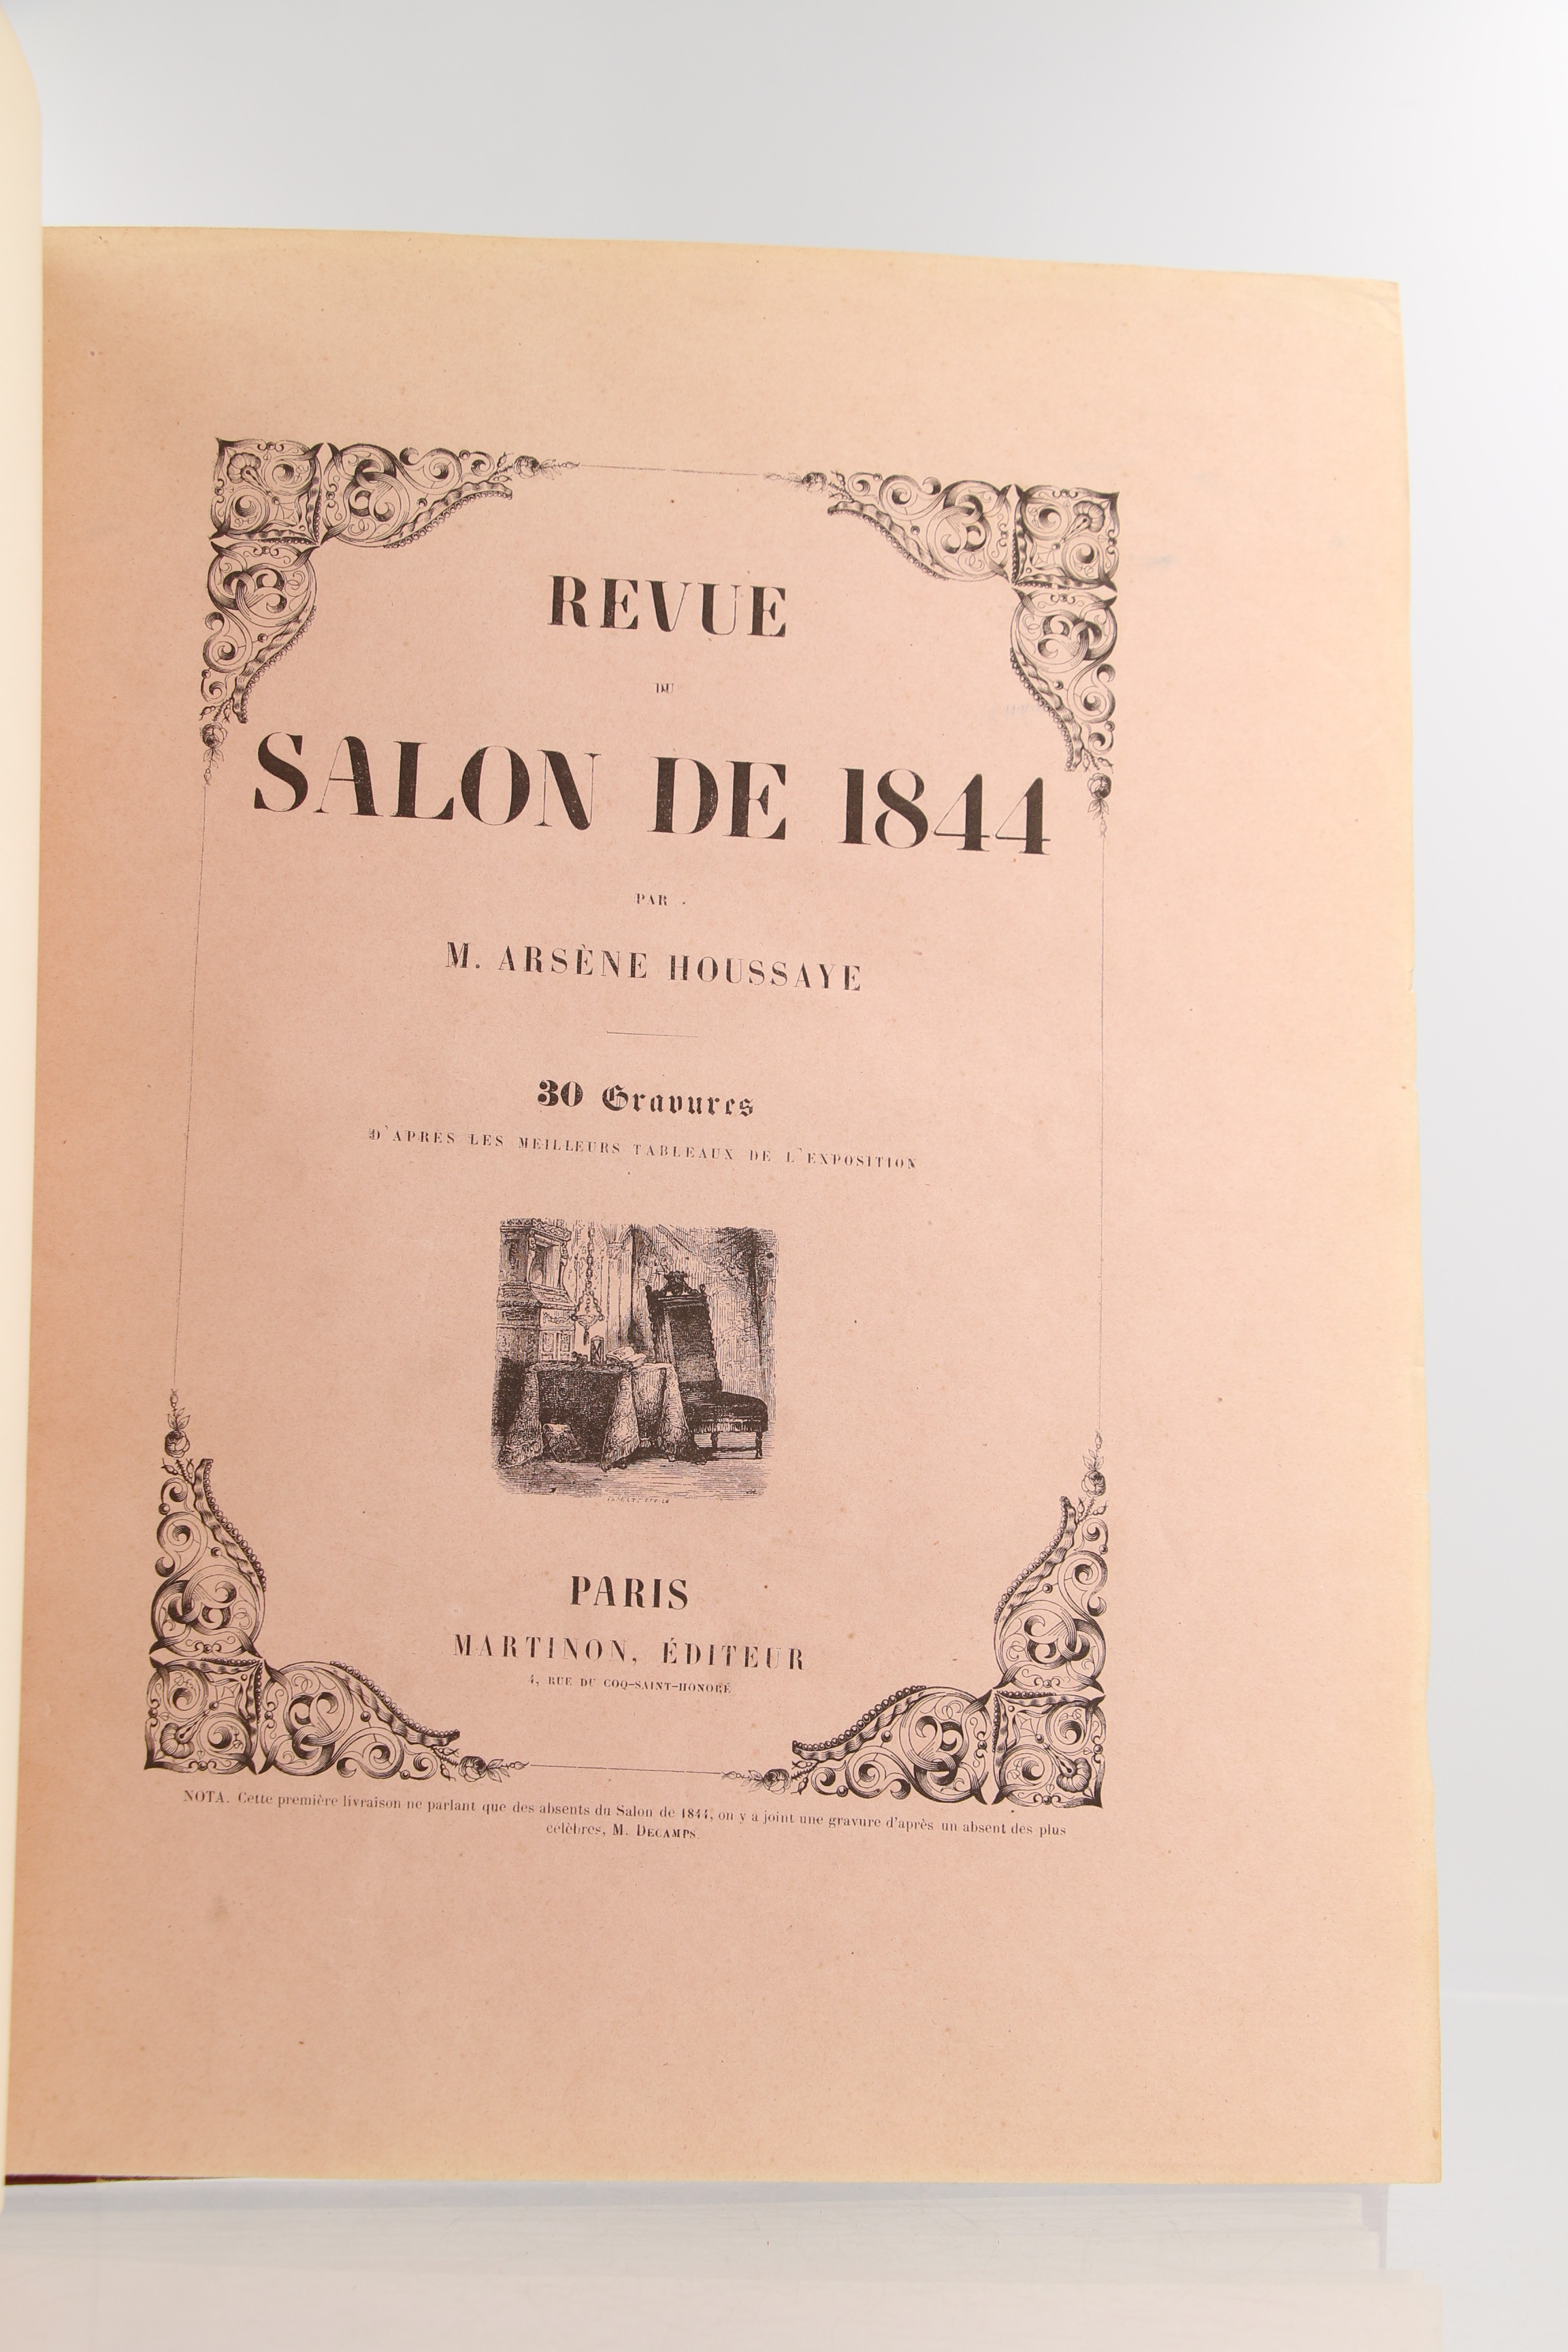 REVUE
DU
SALON DE 1844
PAR
M. ARSÈNE HOUSSAYE
30 Gravures
D'APRES LES MEILLEURS TABLEAUX DE L'EXPOSITION
PARIS
MARTINON, ÉDITEUR
4, RUE DU COQ-SAINT-HONORÉ
NOTA. Cette première livraison ne parlant que des absents du Salon de 1844, on y a joint une gravure d'après un absent des plus
célèbres, M. DECAMPS.